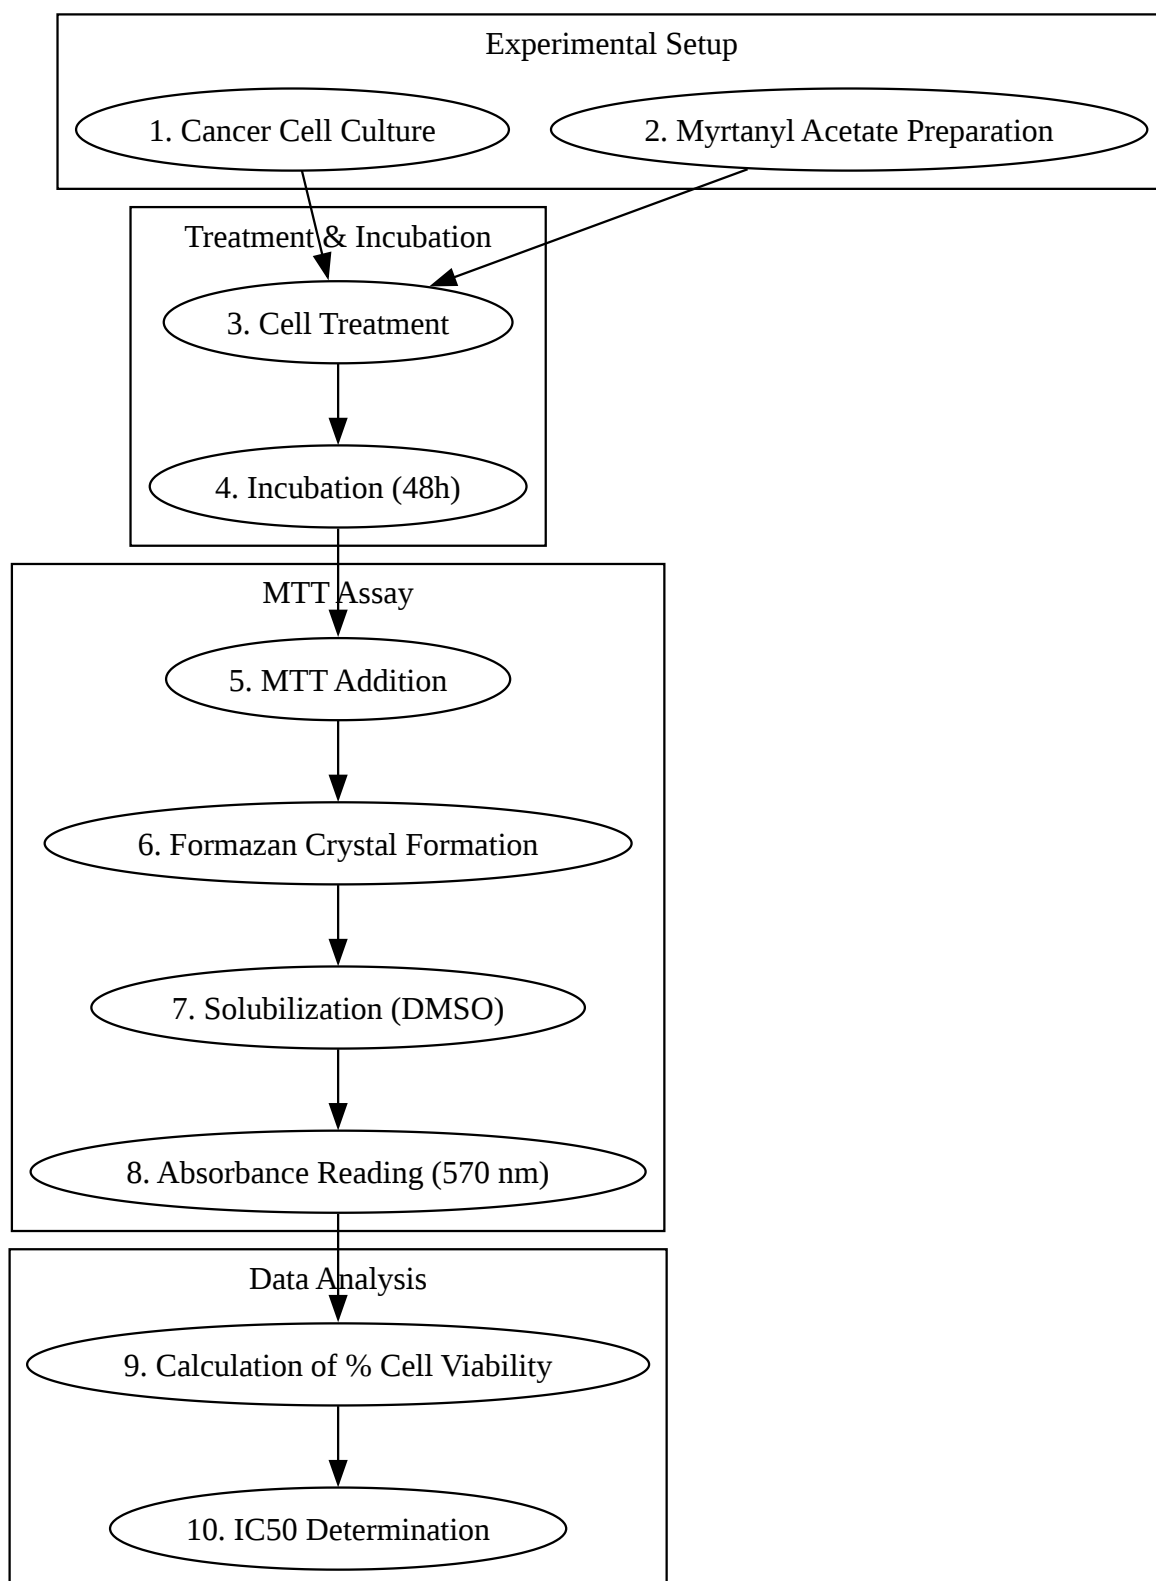 Experimental Setup
1. Cancer Cell Culture
2. Myrtanyl Acetate Preparation
Treatment & Incubation
3. Cell Treatment
4. Incubation (48h)
MTT Assay
5. MTT Addition
6. Formazan Crystal Formation
7. Solubilization (DMSO)
8. Absorbance Reading (570 nm)
Data Analysis
9. Calculation of % Cell Viability
10. IC50 Determination